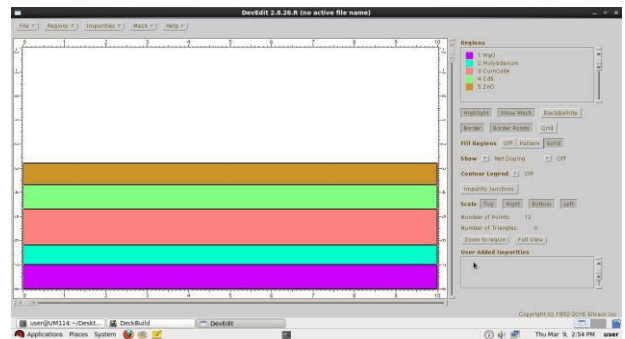 DevEdit 2.8.26.R (no active file name)
File Regions Impurities Mesh Help
Regions
1 MgO
2 Molybdenum
3 CuInGaSe
4 CdS
5 ZnO
Highlight Show Mesh Black&White
Border Border Points Grid
Fill Regions Off Pattern Solid
Show Net Doping Off
Contour Legend Off
Impurity Junctions
Scale Top Right Bottom Left
Number of Points: 12
Number of Triangles: 0
Zoom to region Full View
User Added Impurities
Copyright (c) 1992-2016 Silvaco Inc
user@UM114:~/Deskt... DeckBuild DevEdit
Applications Places System Thu Mar 9, 2:54 PM user